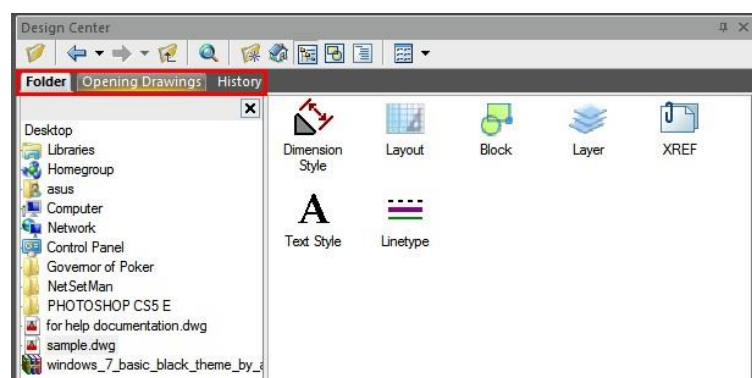 Design Center
Folder Opening Drawings History
Desktop
Libraries
Homegroup
asus
Computer
Network
Control Panel
Governor of Poker
NetSetMan
PHOTOSHOP CS5 E
for help documentation.dwg
sample.dwg
windows_7_basic_black_theme_by_a
Dimension
Style
Layout
Block
Layer
XREF
Text Style
Linetype